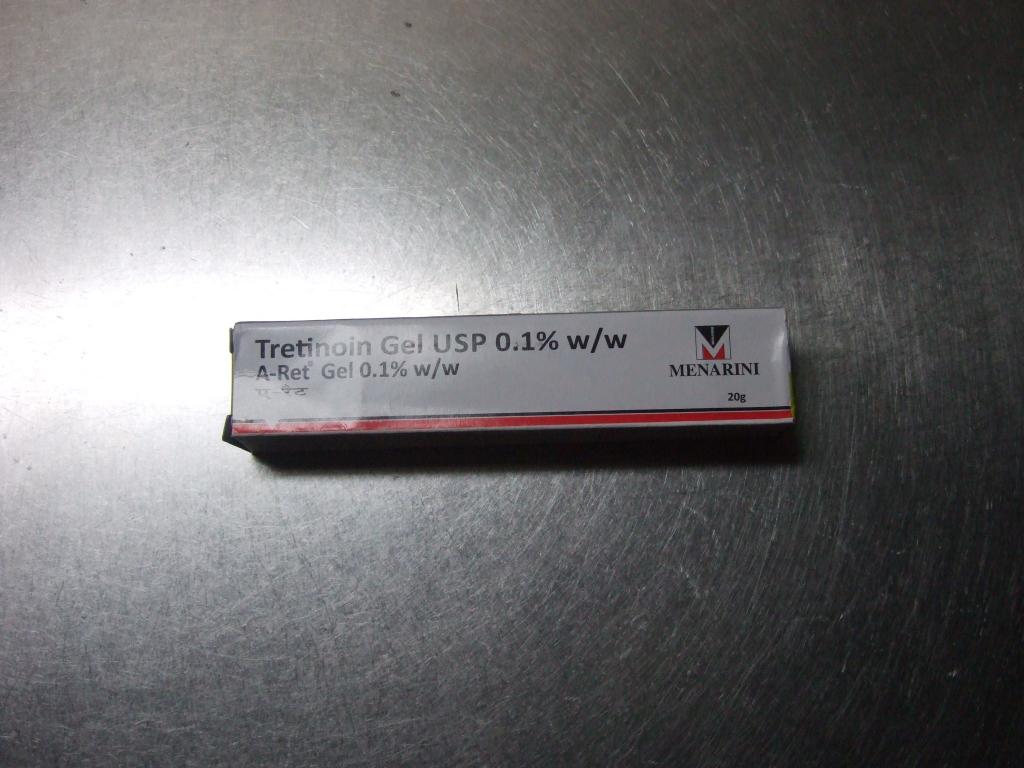 Tretinoin Gel USP 0.1% w/w
A-Ret® Gel 0.1% w/w
ए-रैट
MENARINI
20g